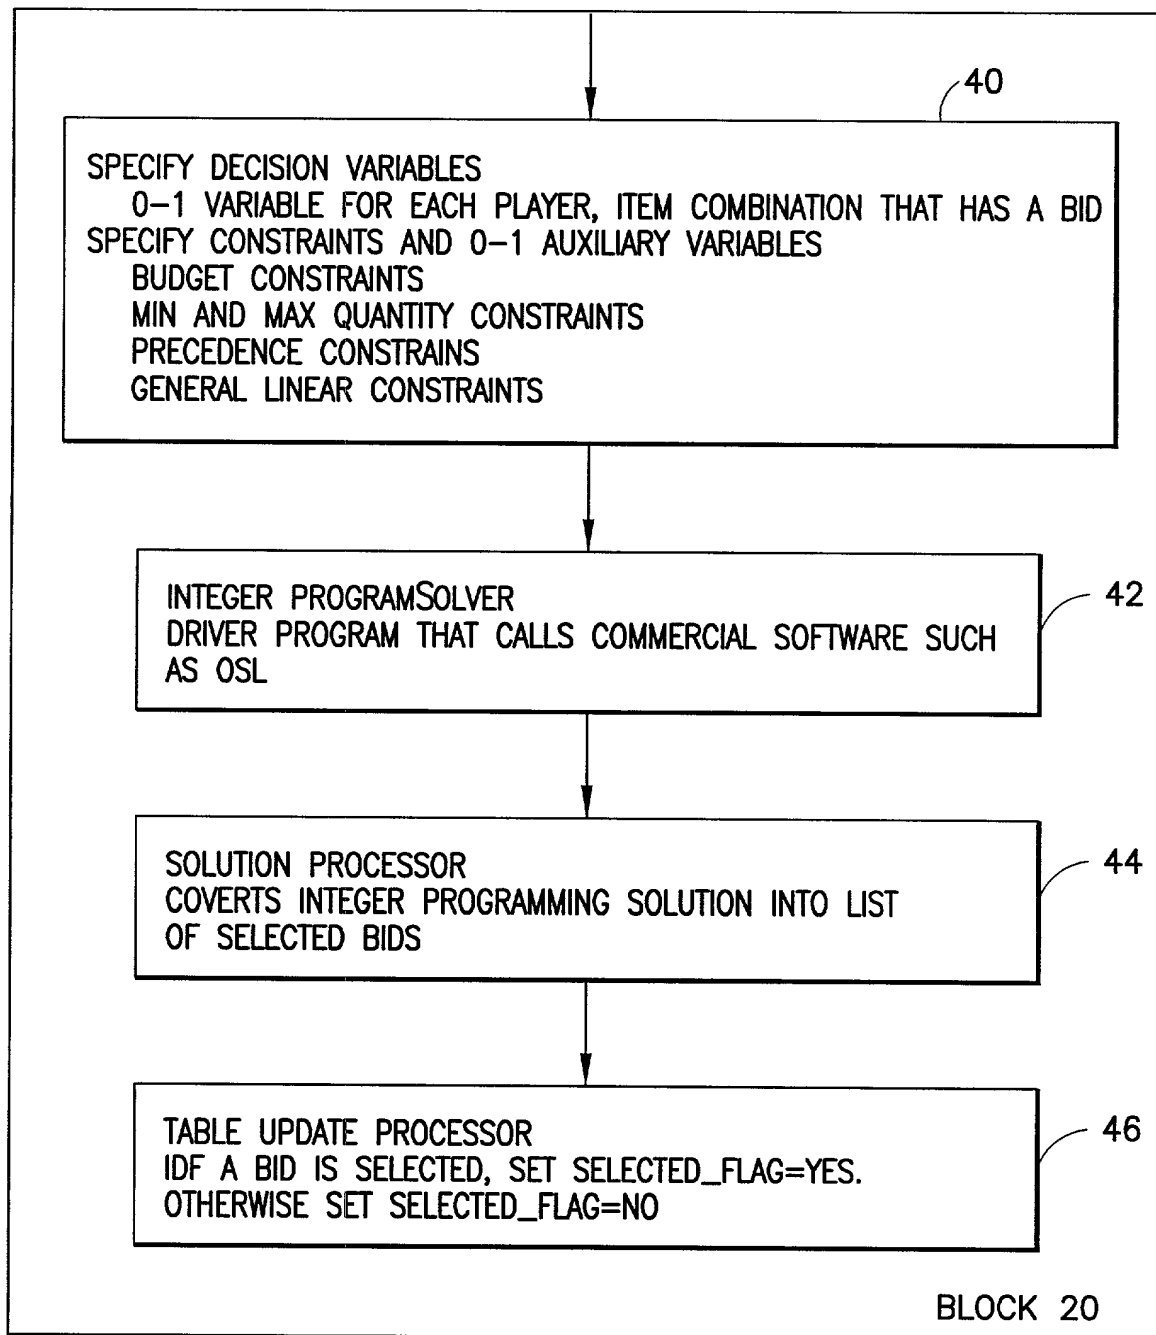 40
SPECIFY DECISION VARIABLES
0-1 VARIABLE FOR EACH PLAYER, ITEM COMBINATION THAT HAS A BID
SPECIFY CONSTRAINTS AND 0-1 AUXILIARY VARIABLES
BUDGET CONSTRAINTS
MIN AND MAX QUANTITY CONSTRAINTS
PRECEDENCE CONSTRAINS
GENERAL LINEAR CONSTRAINTS
42
INTEGER PROGRAMSOLVER
DRIVER PROGRAM THAT CALLS COMMERCIAL SOFTWARE SUCH
AS OSL
44
SOLUTION PROCESSOR
COVERTS INTEGER PROGRAMMING SOLUTION INTO LIST
OF SELECTED BIDS
46
TABLE UPDATE PROCESSOR
IDF A BID IS SELECTED, SET SELECTED_FLAG=YES.
OTHERWISE SET SELECTED_FLAG=NO
BLOCK 20